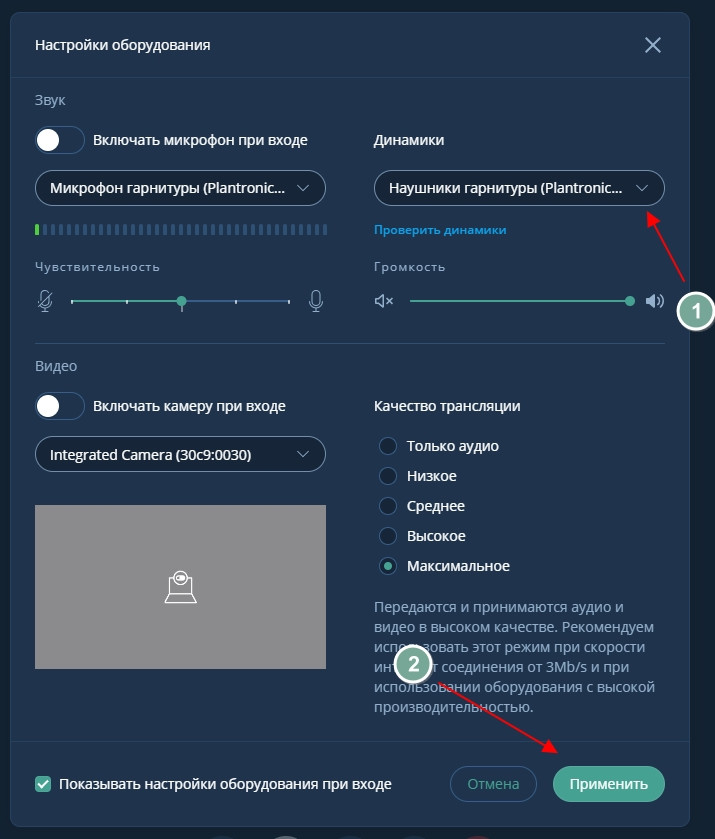 Настройки оборудования
Звук
Включать микрофон при входе
Динамики
Микрофон гарнитуры (Plantronic...
Наушники гарнитуры (Plantronic...
Проверить динамики
Чувствительность
Громкость
1
Видео
Включать камеру при входе
Качество трансляции
Integrated Camera (30c9:0030)
Только аудио
Низкое
Среднее
Высокое
Максимальное
Передаются и принимаются аудио и
видео в высоком качестве. Рекомендуем
использовать этот режим при скорости
2
соединения от 3Mb/s и при
использовании оборудования с высокой
производительностью.
Показывать настройки оборудования при входе
Отмена
Применить